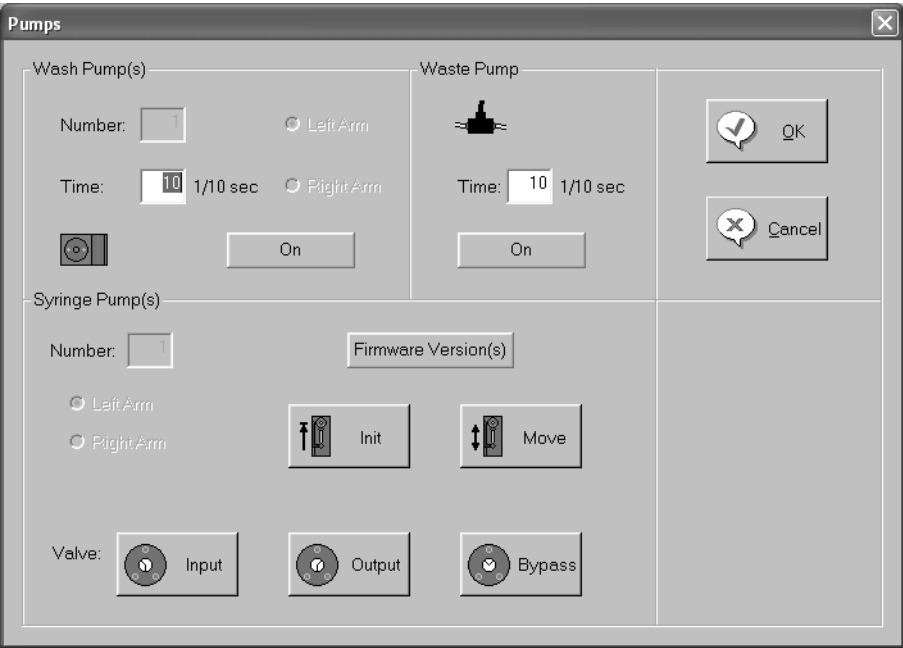 Pumps
Wash Pump(s)
Number: 1
Left Arm
Time: 10 1/10 sec
Right Arm
On
Waste Pump
Time: 10 1/10 sec
On
OK
Cancel
Syringe Pump(s)
Number: 1
Firmware Version(s)
Left Arm
Right Arm
Init
Move
Valve:
Input
Output
Bypass